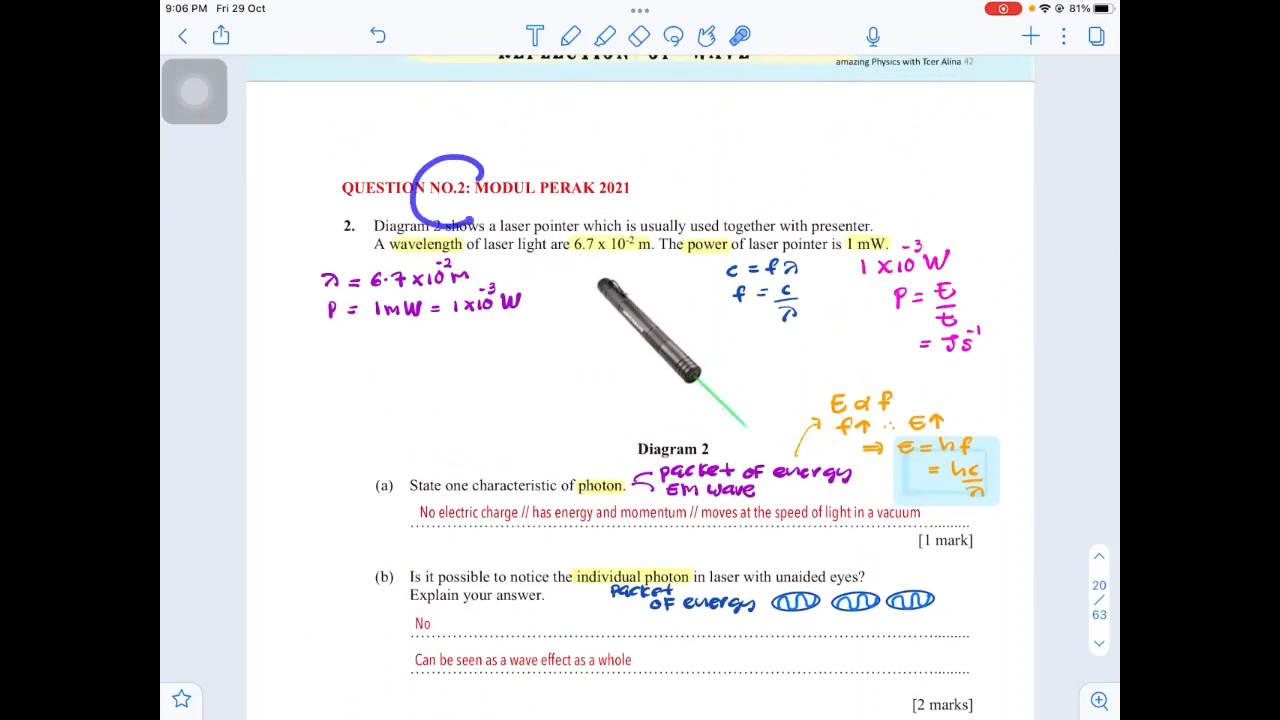 9:06 PM Fri 29 Oct
81%
REFLECTION OF WAVE
amazing Physics with Tcer Alina 42
QUESTION NO.2: MODUL PERAK 2021
2. Diagram 2 shows a laser pointer which is usually used together with presenter.
A wavelength of laser light are 6.7 x 10⁻² m. The power of laser pointer is 1 mW.
λ = 6.7 x 10⁻² m
P = 1mW = 1 x 10⁻³ W
c = fλ
f = c/λ
1 x 10⁻³ W
P = E/t
= Js⁻¹
E α f
f↑ ∴ E↑
⇒ E = hf
= hc/λ
Diagram 2
packet of energy
EM wave
(a) State one characteristic of photon.
No electric charge // has energy and momentum // moves at the speed of light in a vacuum
[1 mark]
(b) Is it possible to notice the individual photon in laser with unaided eyes?
Explain your answer.
packet
of energy
No
Can be seen as a wave effect as a whole
[2 marks]
20
/
63